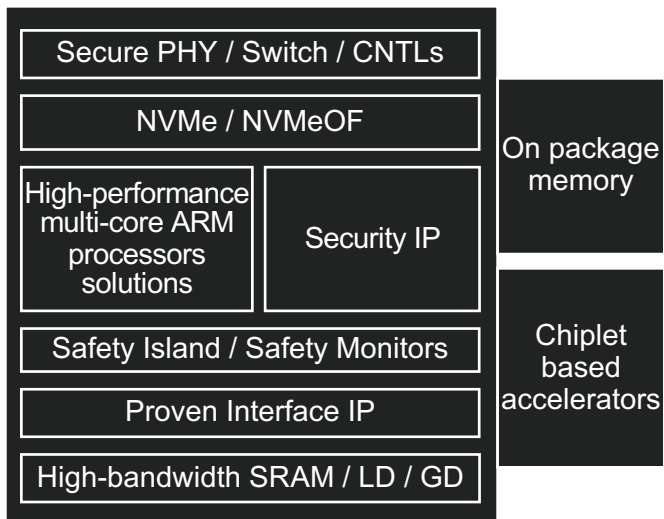 Secure PHY / Switch / CNTLs
NVMe / NVMeOF
High-performance
multi-core ARM
processors
solutions
Security IP
Safety Island / Safety Monitors
Proven Interface IP
High-bandwidth SRAM / LD / GD
On package
memory
Chiplet
based
accelerators